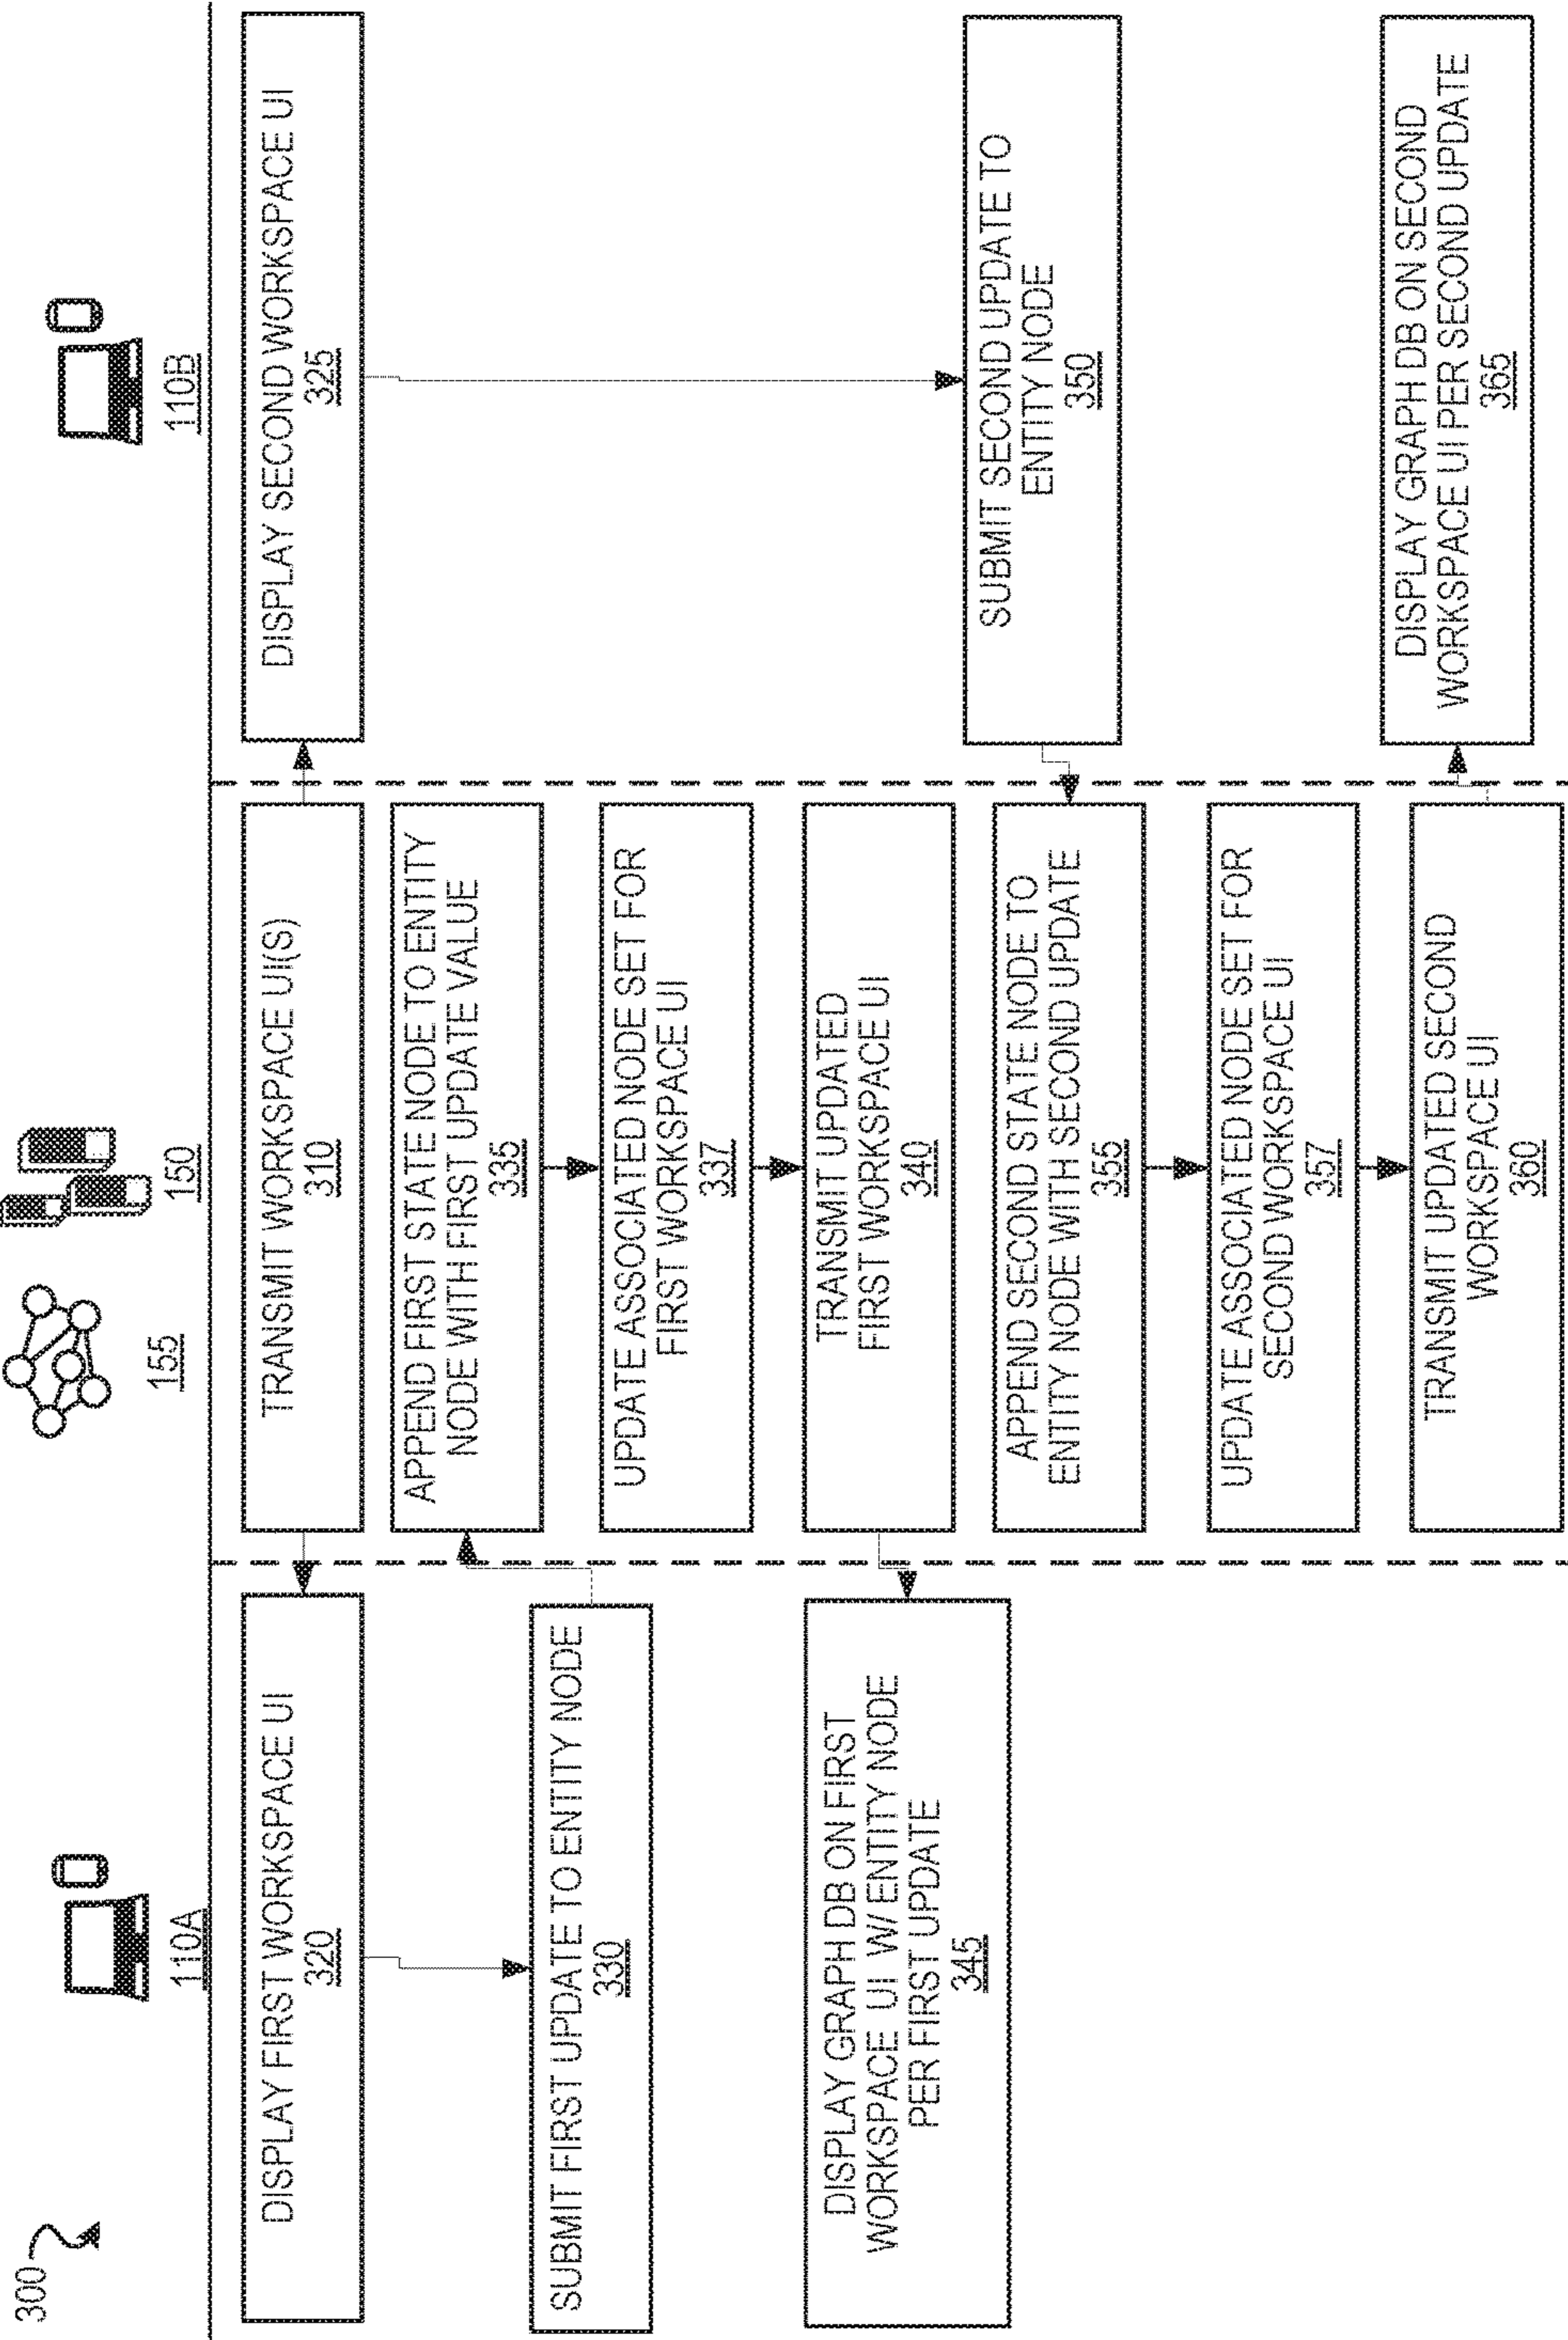 300
110A
155
150
110B
DISPLAY FIRST WORKSPACE UI
320
TRANSMIT WORKSPACE UI(S)
310
DISPLAY SECOND WORKSPACE UI
325
SUBMIT FIRST UPDATE TO ENTITY NODE
330
APPEND FIRST STATE NODE TO ENTITY
NODE WITH FIRST UPDATE VALUE
335
UPDATE ASSOCIATED NODE SET FOR
FIRST WORKSPACE UI
337
TRANSMIT UPDATED
FIRST WORKSPACE UI
340
DISPLAY GRAPH DB ON FIRST
WORKSPACE UI W/ ENTITY NODE
PER FIRST UPDATE
345
SUBMIT SECOND UPDATE TO
ENTITY NODE
350
APPEND SECOND STATE NODE TO
ENTITY NODE WITH SECOND UPDATE
355
UPDATE ASSOCIATED NODE SET FOR
SECOND WORKSPACE UI
357
TRANSMIT UPDATED SECOND
WORKSPACE UI
360
DISPLAY GRAPH DB ON SECOND
WORKSPACE UI PER SECOND UPDATE
365